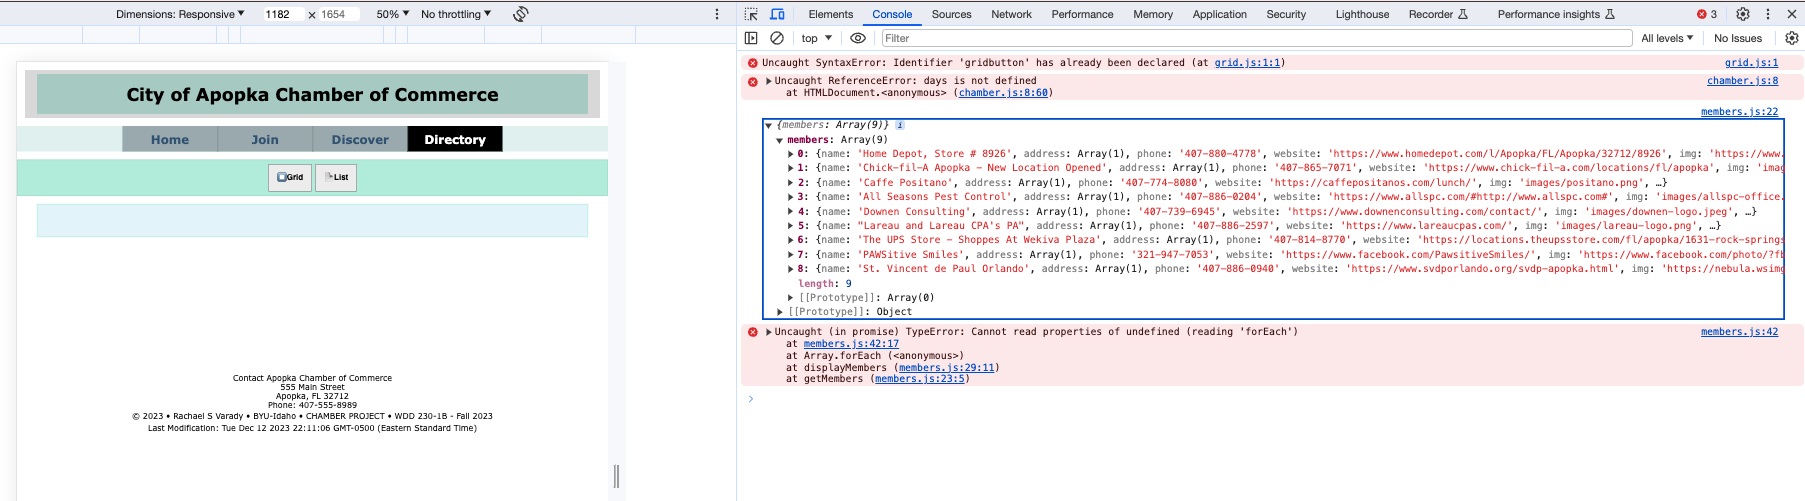 Dimensions: Responsive ▼ 1182 × 1654 50% ▼ No throttling ▼
City of Apopka Chamber of Commerce
Home Join Discover Directory
Grid List
Contact Apopka Chamber of Commerce
555 Main Street
Apopka, FL 32712
Phone: 407-555-8989
© 2023 • Rachael S Varady • BYU-Idaho • CHAMBER PROJECT • WDD 230-1B - Fall 2023
Last Modification: Tue Dec 12 2023 22:11:06 GMT-0500 (Eastern Standard Time)
Elements Console Sources Network Performance Memory Application Security Lighthouse Recorder Performance insights 3
top ▼ Filter All levels ▼ No Issues
Uncaught SyntaxError: Identifier 'gridbutton' has already been declared (at grid.js:1:1) grid.js:1
Uncaught ReferenceError: days is not defined chamber.js:8
at HTMLDocument.<anonymous> (chamber.js:8:60)
members.js:22
{members: Array(9)} i
members: Array(9)
0: {name: 'Home Depot, Store # 8926', address: Array(1), phone: '407-880-4778', website: 'https://www.homedepot.com/l/Apopka/FL/Apopka/32712/8926', img: 'https://www.
1: {name: 'Chick-fil-A Apopka - New Location Opened', address: Array(1), phone: '407-865-7071', website: 'https://www.chick-fil-a.com/locations/fl/apopka', img: 'imag
2: {name: 'Caffe Positano', address: Array(1), phone: '407-774-8080', website: 'https://caffepositanos.com/lunch/', img: 'images/positano.png', …}
3: {name: 'All Seasons Pest Control', address: Array(1), phone: '407-886-0204', website: 'https://www.allspc.com/#http://www.allspc.com#', img: 'images/allspc-office.
4: {name: 'Downen Consulting', address: Array(1), phone: '407-739-6945', website: 'https://www.downenconsulting.com/contact/', img: 'images/downen-logo.jpeg', …}
5: {name: "Lareau and Lareau CPA's PA", address: Array(1), phone: '407-886-2597', website: 'https://www.lareaucpas.com/', img: 'images/lareau-logo.png', …}
6: {name: 'The UPS Store - Shoppes At Wekiva Plaza', address: Array(1), phone: '407-814-8770', website: 'https://locations.theupsstore.com/fl/apopka/1631-rock-springs
7: {name: 'PAWSitive Smiles', address: Array(1), phone: '321-947-7053', website: 'https://www.facebook.com/PawsitiveSmiles/', img: 'https://www.facebook.com/photo/?fb
8: {name: 'St. Vincent de Paul Orlando', address: Array(1), phone: '407-886-0940', website: 'https://www.svdporlando.org/svdp-apopka.html', img: 'https://nebula.wsimg
length: 9
[[Prototype]]: Array(0)
[[Prototype]]: Object
Uncaught (in promise) TypeError: Cannot read properties of undefined (reading 'forEach') members.js:42
at members.js:42:17
at Array.forEach (<anonymous>)
at displayMembers (members.js:29:11)
at getMembers (members.js:23:5)